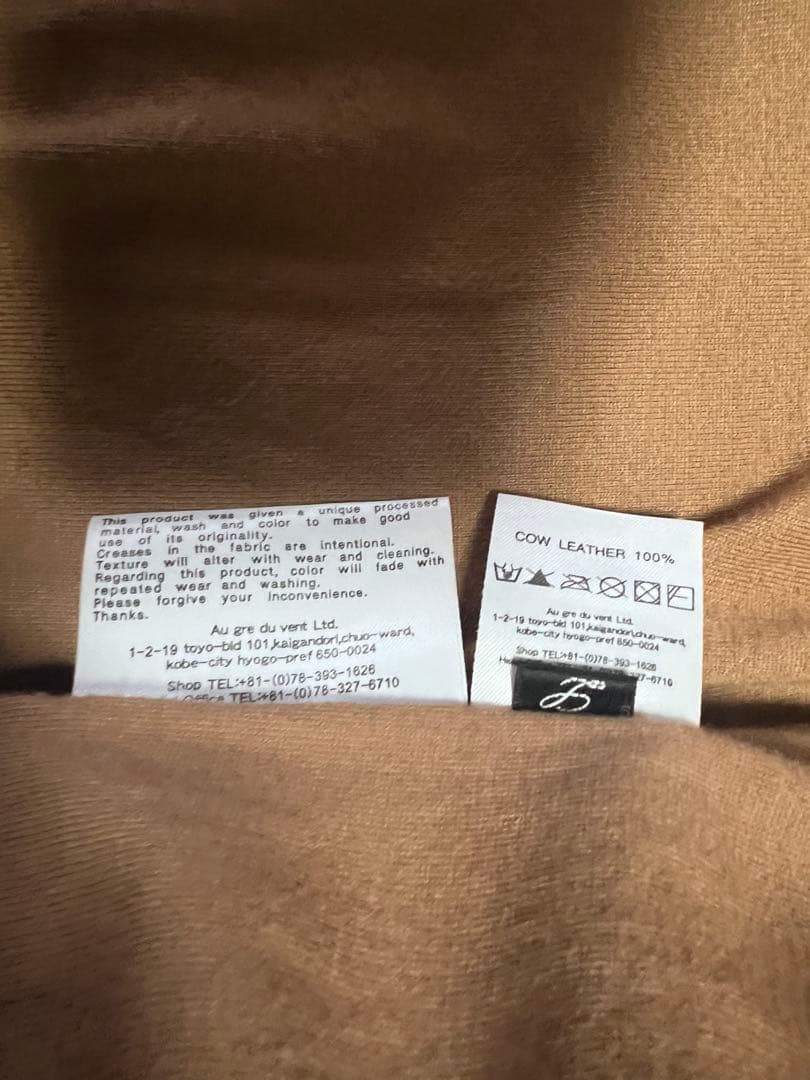 This product was given a unique processed
material, wash and color to make good
use of its originality.
Creases in the fabric are intentional.
Texture will alter with wear and cleaning.
Regarding this product, color will fade with
repeated wear and washing.
Please forgive your inconvenience.
Thanks.
Au gre du vent Ltd.
1-2-19 toyo-bld 101,kaigandori,chuo-ward,
kobe-city hyogo-pref 650-0024
Shop TEL:+81-(0)78-393-1626
Office TEL:+81-(0)78-327-6710
COW LEATHER 100%
Au gre du vent Ltd.
1-2-19 toyo-bld 101,kaigandori,chuo-ward,
kobe-city hyogo-pref 650-0024
Shop TEL:+81-(0)78-393-1626
327-6710